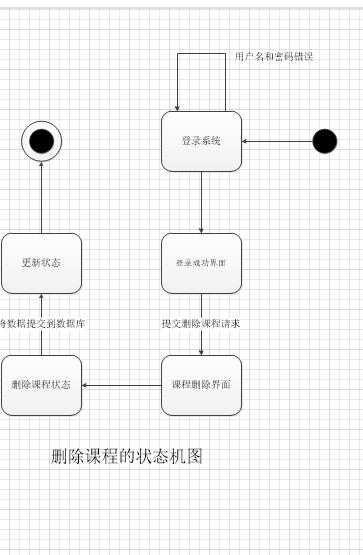 用户名和密码错误
登录系统
更新状态
登录成功界面
将数据提交到数据库
提交删除课程请求
删除课程状态
课程删除界面
删除课程的状态机图